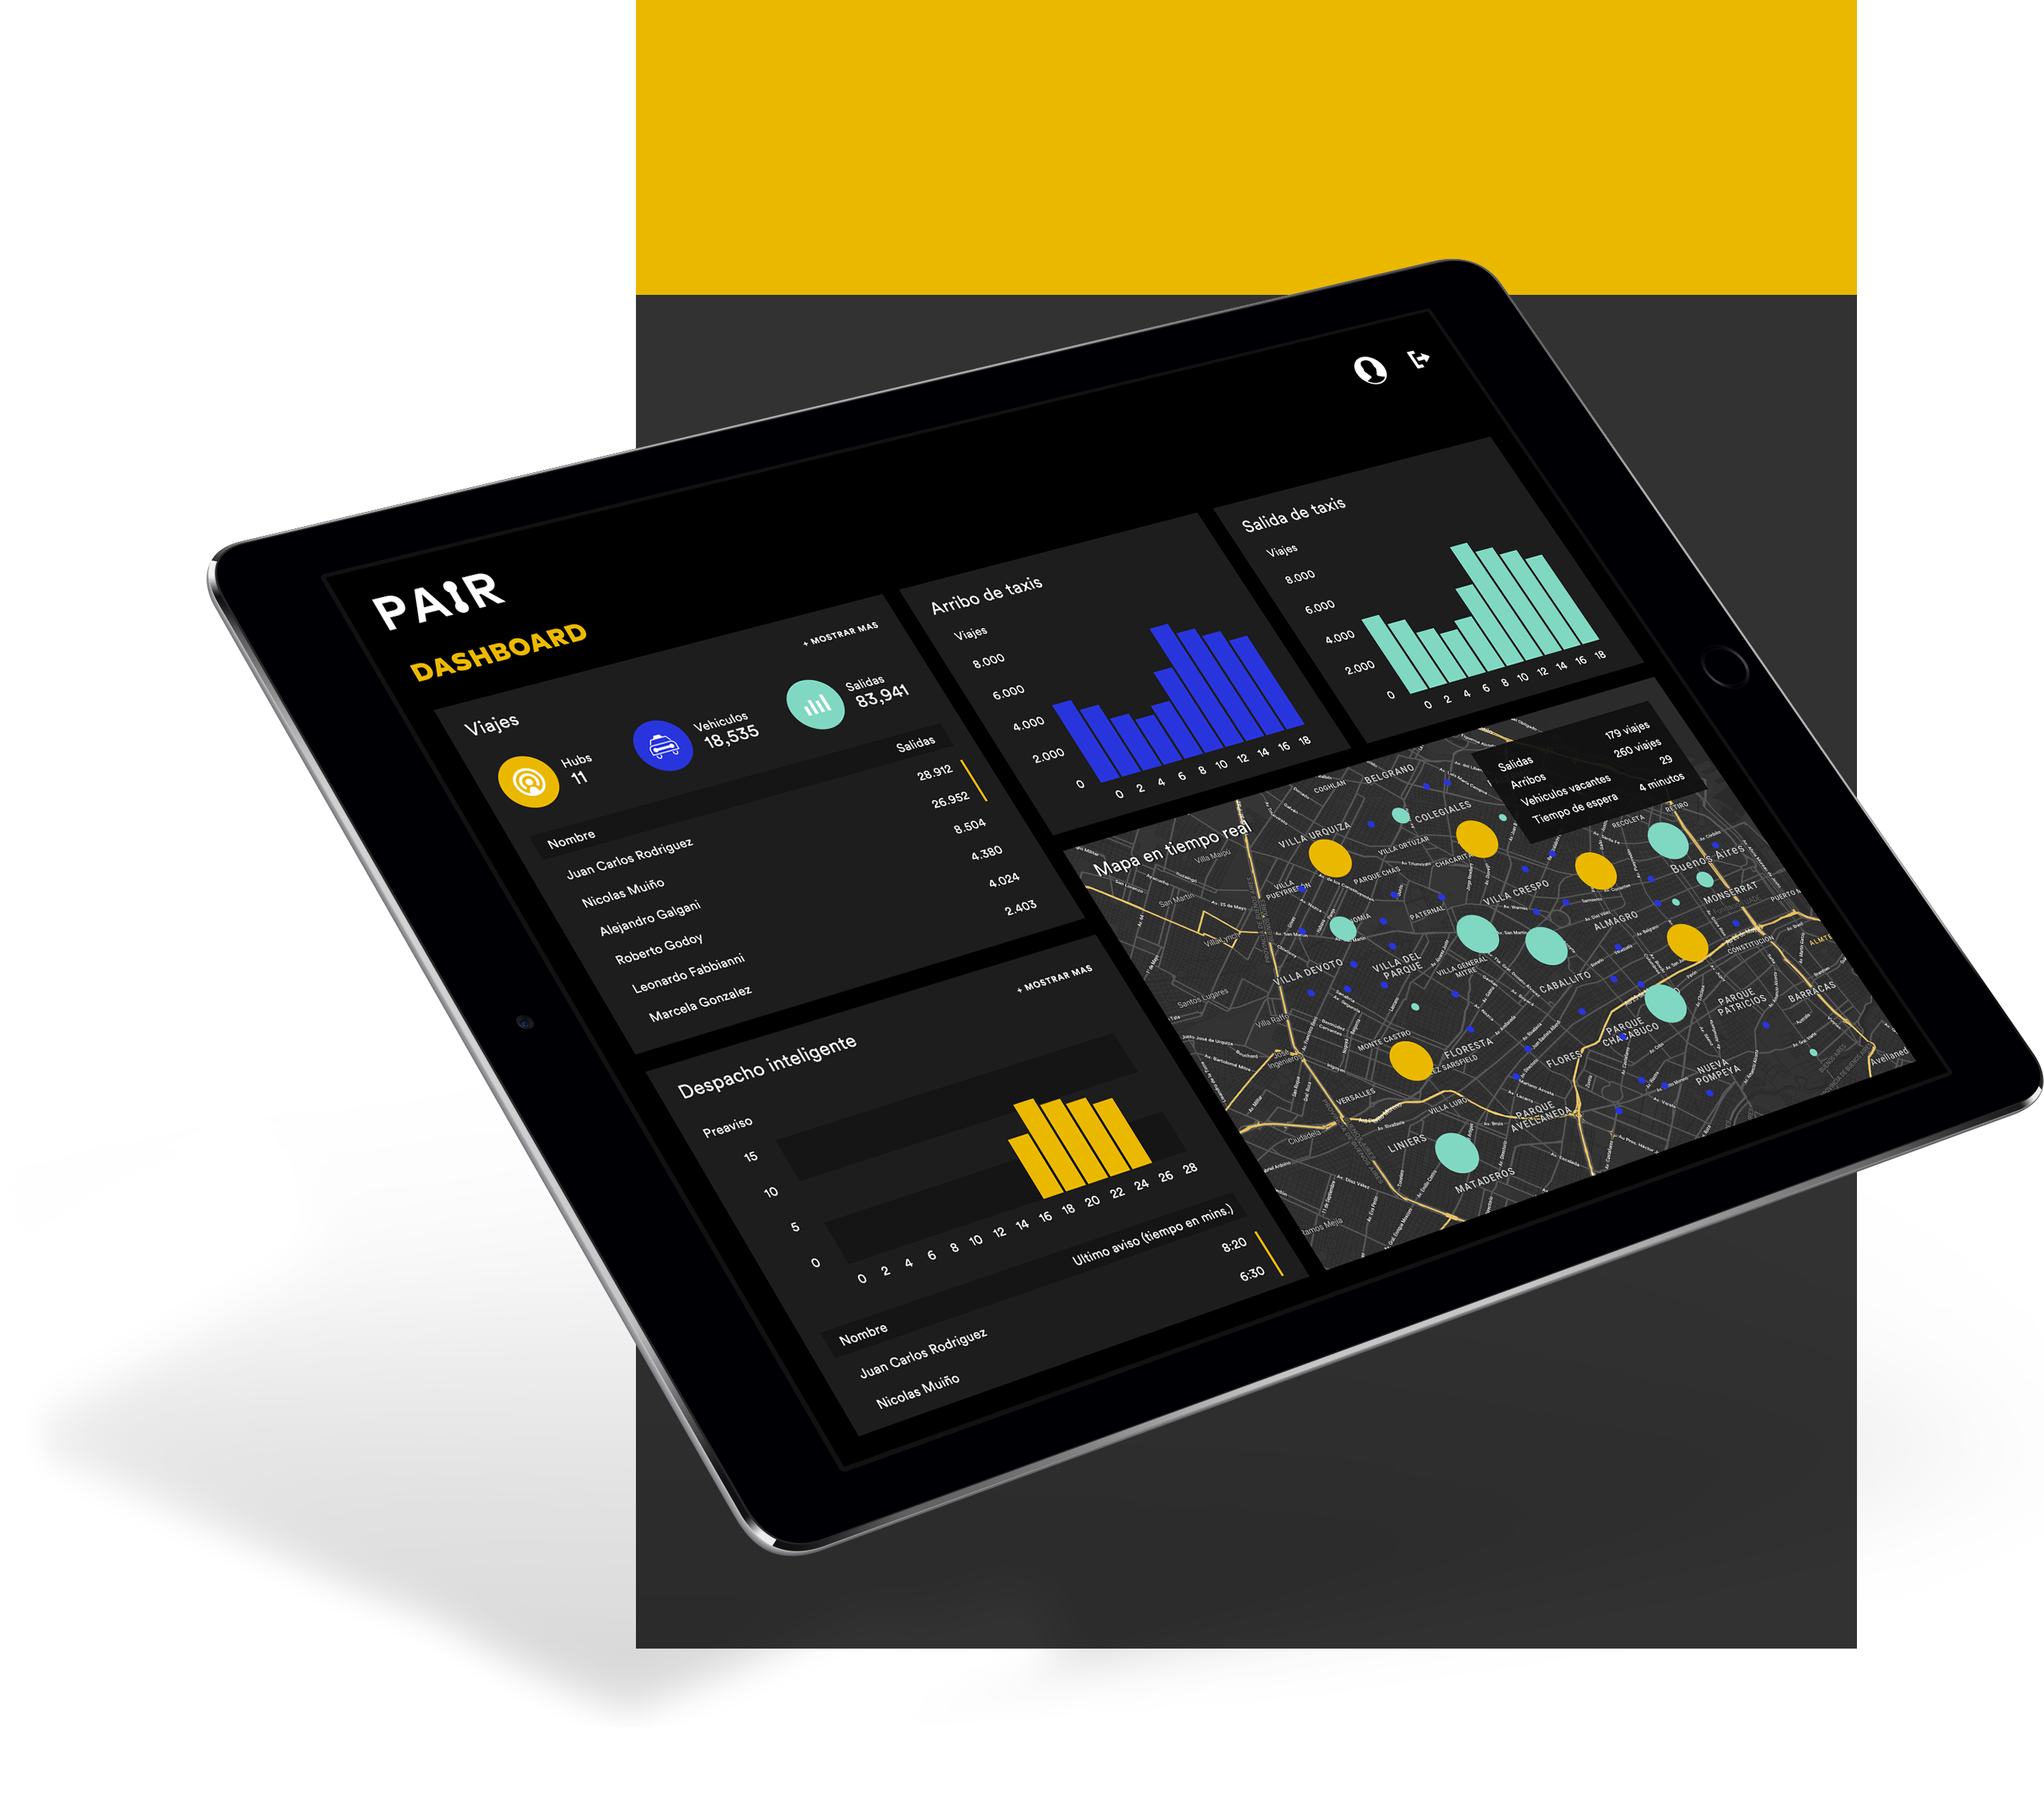 PAIR
DASHBOARD
Viajes
+ MOSTRAR MAS
Hubs
11
Vehiculos
18,535
Salidas
83,941
Nombre Salidas
Juan Carlos Rodriguez 28.912
Nicolas Muiño 26.952
Alejandro Galgani 8.504
Roberto Godoy 4.380
Leonardo Fabbianni 4.024
Marcela Gonzalez 2.403
Arribo de taxis
Viajes
8.000
6.000
4.000
2.000
0
0 2 4 6 8 10 12 14 16 18
Salida de taxis
Viajes
8.000
6.000
4.000
2.000
0
0 2 4 6 8 10 12 14 16 18
Despacho inteligente
+ MOSTRAR MAS
Preaviso
15
10
5
0
0 2 4 6 8 10 12 14 16 18 20 22 24 26 28
Nombre Ultimo aviso (tiempo en mins.)
Juan Carlos Rodriguez 8:20
Nicolas Muiño 6:30
Mapa en tiempo real
Salidas 179 viajes
Arribos 260 viajes
Vehiculos vacantes 29
Tiempo de espera 4 minutos
BELGRANO
COGHLAN
COLEGIALES
VILLA URQUIZA
VILLA ORTUZAR
CHACARITA
PARQUE CHAS
RETIRO
RECOLETA
Buenos Aires
MONSERRAT
Villa Maipú
San Martin
VILLA
PUEYRREDÓN
Villa Lynch
PATERNAL
VILLA CRESPO
ALMAGRO
CONSTITUCION
VILLA DEVOTO
VILLA DEL
PARQUE
VILLA GENERAL
MITRE
CABALLITO
Santos Lugares
Villa Raffo
MONTE CASTRO
FLORESTA
FLORES
PARQUE
CHACABUCO
PARQUE
PATRICIOS
BARRACAS
NUEVA
POMPEYA
Avellaned
José
Ingenieros
VERSALLES
VILLA LURO
PARQUE
AVELLANEDA
Ciudadela
LINIERS
MATADEROS
Ramos Mejia